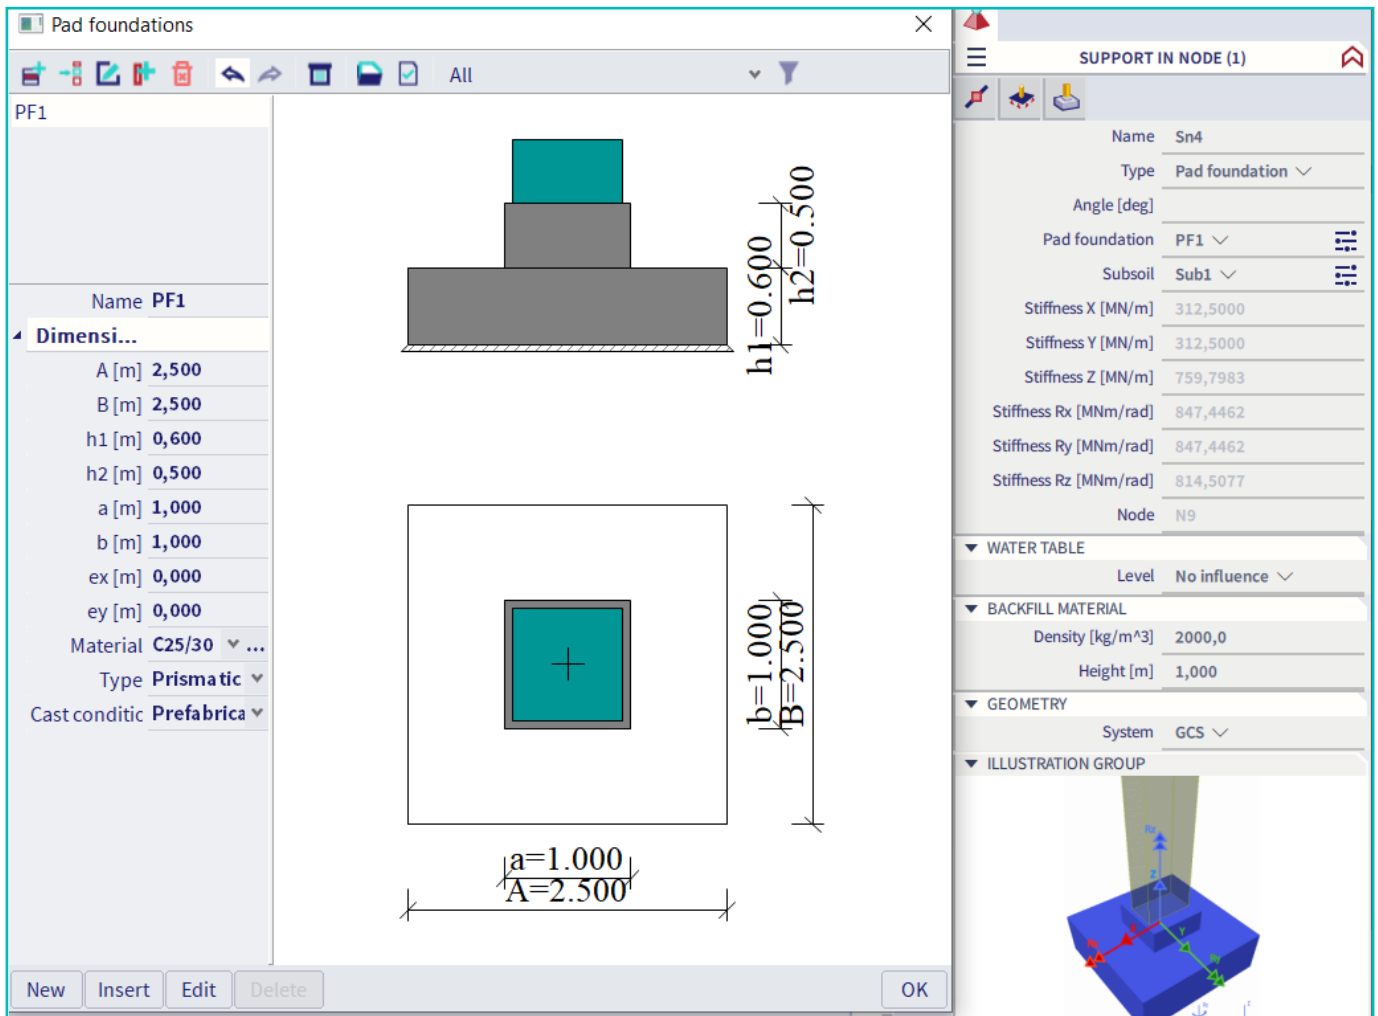 Pad foundations
All
PF1
Name PF1
Dimensi...
A [m] 2,500
B [m] 2,500
h1 [m] 0,600
h2 [m] 0,500
a [m] 1,000
b [m] 1,000
ex [m] 0,000
ey [m] 0,000
Material C25/30 ...
Type Prismatic
Cast conditic Prefabrica
h1=0.600
h2=0.500
b=1.000
B=2.500
a=1.000
A=2.500
New Insert Edit Delete OK
SUPPORT IN NODE (1)
Name Sn4
Type Pad foundation
Angle [deg]
Pad foundation PF1
Subsoil Sub1
Stiffness X [MN/m] 312,5000
Stiffness Y [MN/m] 312,5000
Stiffness Z [MN/m] 759,7983
Stiffness Rx [MNm/rad] 847,4462
Stiffness Ry [MNm/rad] 847,4462
Stiffness Rz [MNm/rad] 814,5077
Node N9
WATER TABLE
Level No influence
BACKFILL MATERIAL
Density [kg/m^3] 2000,0
Height [m] 1,000
GEOMETRY
System GCS
ILLUSTRATION GROUP
Rz
Z
X
Y
Rx
Ry